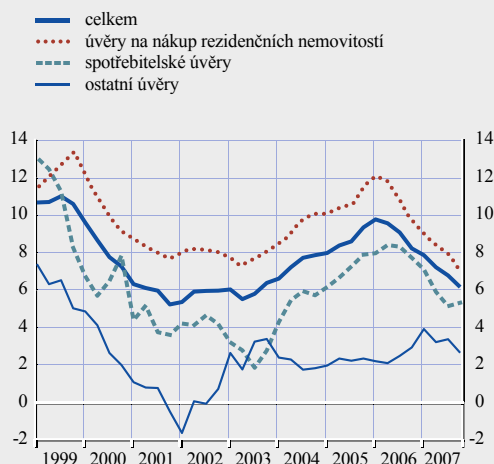 celkem
úvěry na nákup rezidenčních nemovitostí
spotřebitelské úvěry
ostatní úvěry
14 14
12 12
10 10
8 8
6 6
4 4
2 2
0 0
-2 -2
1999 2000 2001 2002 2003 2004 2005 2006 2007